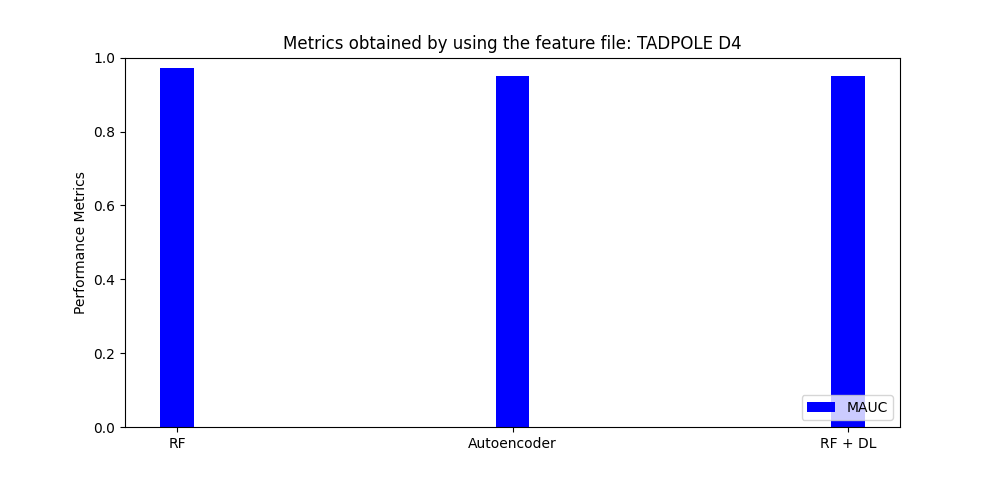 Metrics obtained by using the feature file: TADPOLE D4
1.0
0.8
0.6
0.4
0.2
0.0
Performance Metrics
MAUC
RF
Autoencoder
RF + DL